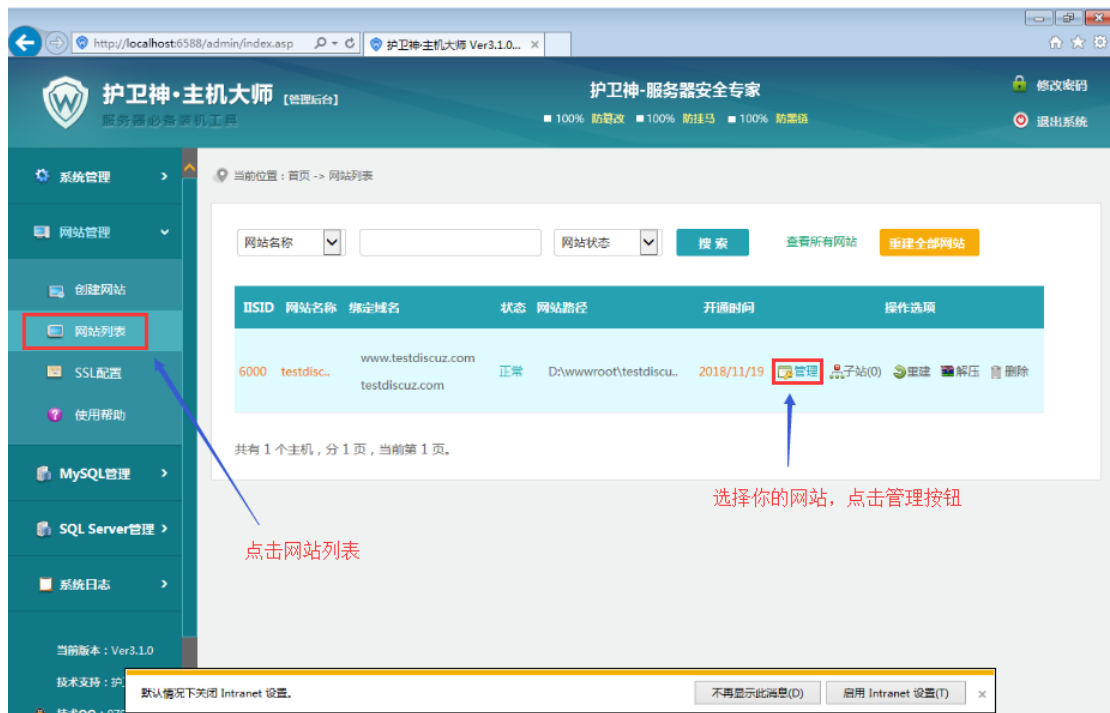 http://localhost:6588/admin/index.asp
护卫神·主机大师 Ver3.1.0...
护卫神·主机大师 [管理后台]
服务器必备装机工具
护卫神-服务器安全专家
100% 防篡改 100% 防挂马 100% 防黑链
修改密码
退出系统
系统管理
网站管理
创建网站
网站列表
SSL配置
使用帮助
MySQL管理
SQL Server管理
系统日志
当前版本：Ver3.1.0
技术支持：护
技术QQ
当前位置：首页 -> 网站列表
网站名称 网站状态 搜 索 查看所有网站 重建全部网站
IISID 网站名称 绑定域名 状态 网站路径 开通时间 操作选项
6000 testdisc.. www.testdiscuz.com 正常 D:\wwwroot\testdiscu.. 2018/11/19 管理 子站(0) 重建 解压 删除
testdiscuz.com
共有 1 个主机，分 1 页，当前第 1 页。
选择你的网站，点击管理按钮
点击网站列表
默认情况下关闭 Intranet 设置。 不再显示此消息(D) 启用 Intranet 设置(T)